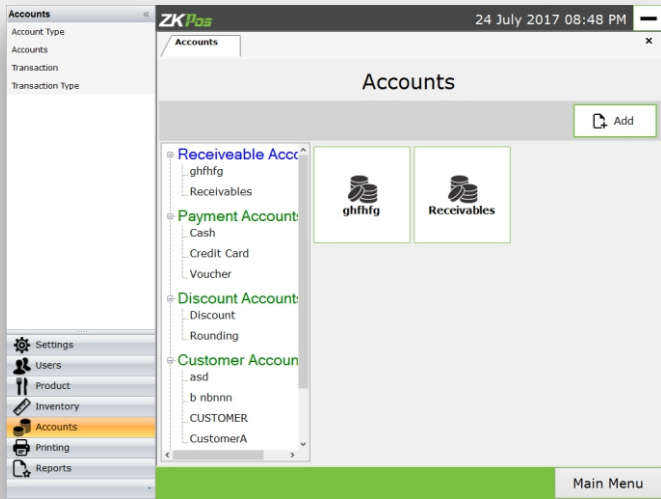 Accounts
Account Type
Accounts
Transaction
Transaction Type
Settings
Users
Product
Inventory
Accounts
Printing
Reports
ZKPos
24 July 2017 08:48 PM
Accounts
Accounts
Add
Receiveable Acco
ghfhfg
Receivables
Payment Accounts
Cash
Credit Card
Voucher
Discount Accounts
Discount
Rounding
Customer Accoun
asd
b nbnnn
CUSTOMER
CustomerA
ghfhfg
Receivables
Main Menu